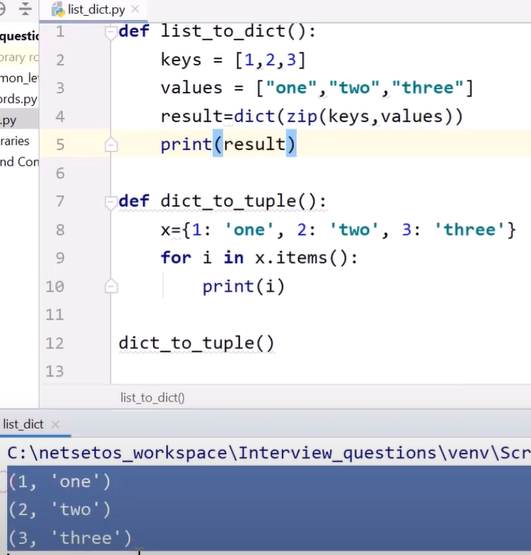 list_dict.py
1 def list_to_dict():
2 keys = [1,2,3]
3 values = ["one","two","three"]
4 result=dict(zip(keys,values))
5 print(result)
6
7 def dict_to_tuple():
8 x={1: 'one', 2: 'two', 3: 'three'}
9 for i in x.items():
10 print(i)
11
12 dict_to_tuple()
13
list_to_dict()
questic
brary ro
mon_le
ords.py
.py
raries
nd Con
list_dict
C:\netsetos_workspace\Interview_questions\venv\Scr
(1, 'one')
(2, 'two')
(3, 'three')